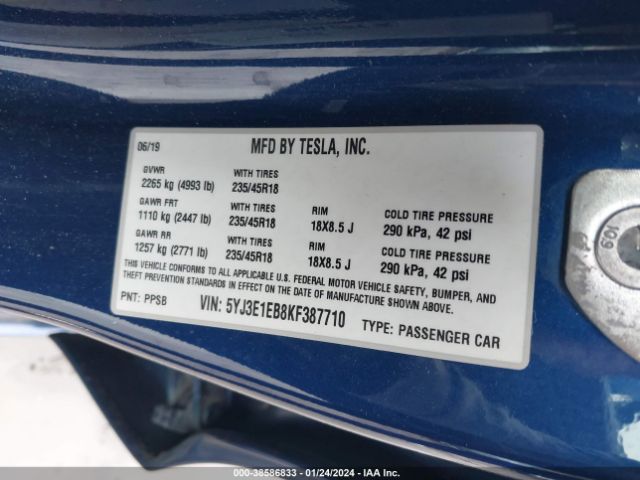 06/19 MFD BY TESLA, INC.
GVWR WITH TIRES
2265 kg (4993 lb) 235/45R18
GAWR FRT WITH TIRES RIM COLD TIRE PRESSURE
1110 kg (2447 lb) 235/45R18 18X8.5 J 290 kPa, 42 psi
GAWR RR WITH TIRES RIM COLD TIRE PRESSURE
1257 kg (2771 lb) 235/45R18 18X8.5 J 290 kPa, 42 psi
THIS VEHICLE CONFORMS TO ALL APPLICABLE U.S. FEDERAL MOTOR VEHICLE SAFETY, BUMPER, AND
THEFT PREVENTION STANDARDS IN EFFECT ON THE DATE OF MANUFACTURE SHOWN ABOVE.
PNT: PPSB VIN: 5YJ3E1EB8KF387710 TYPE: PASSENGER CAR
10.9
000-38586833 - 01/24/2024 - IAA Inc.